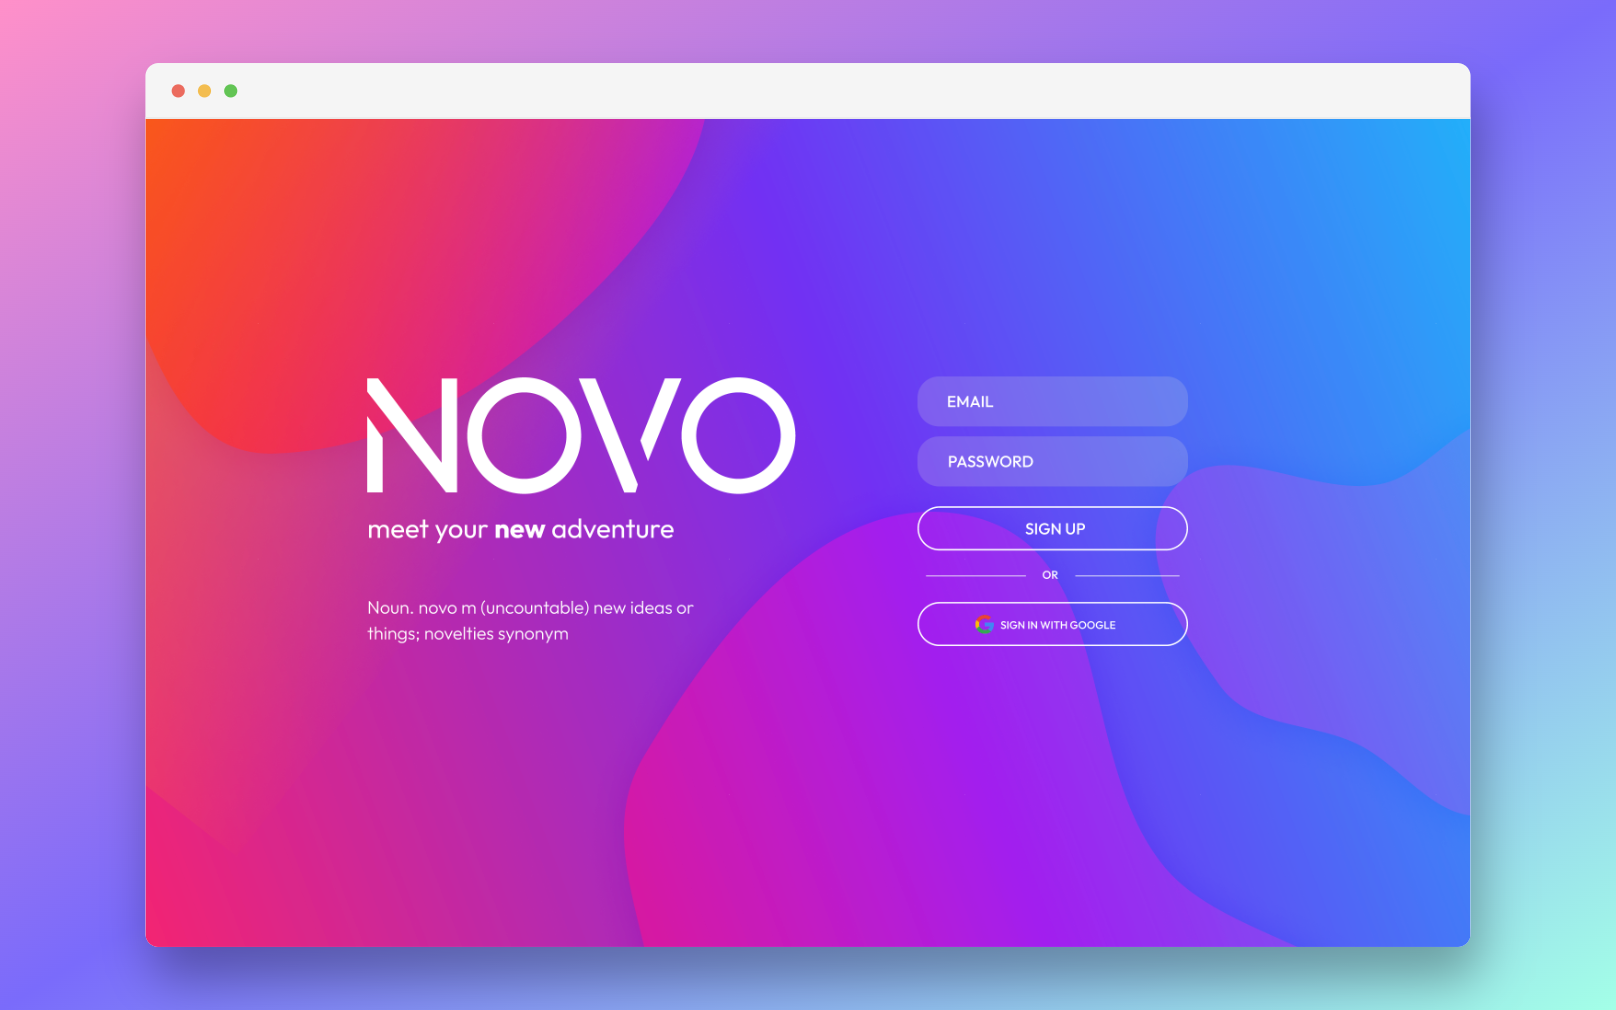 NOVO
meet your new adventure
Noun. novo m (uncountable) new ideas or
things; novelties synonym
EMAIL
PASSWORD
SIGN UP
OR
SIGN IN WITH GOOGLE